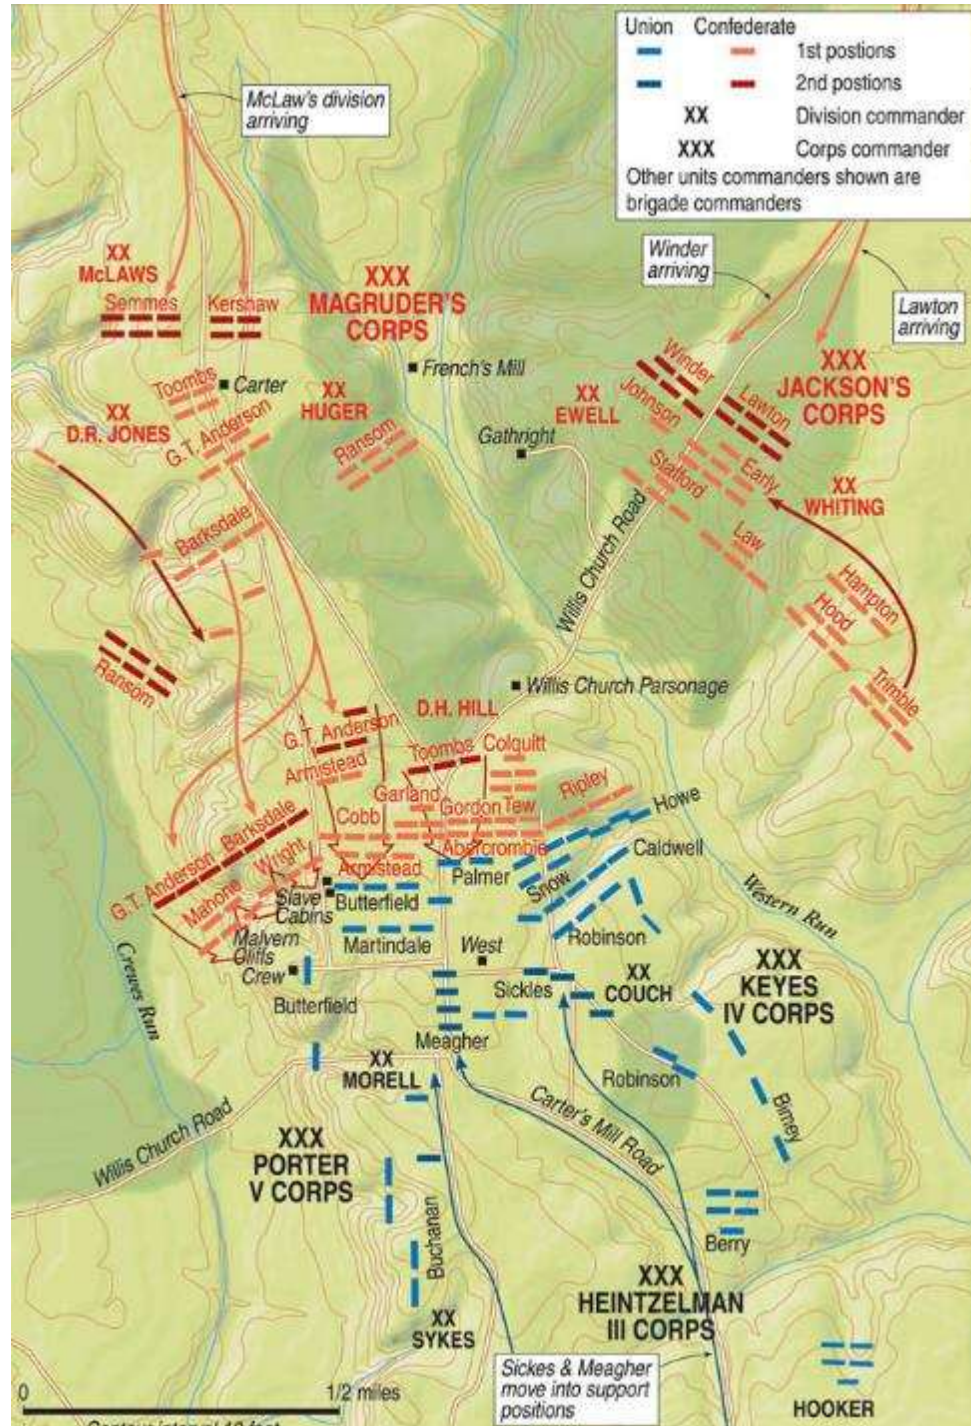 Union Confederate
1st postions
2nd postions
XX Division commander
XXX Corps commander
Other units commanders shown are
brigade commanders
McLaw's division
arriving
Winder
arriving
Lawton
arriving
XX
McLAWS
Semmes
Kershaw
XXX
MAGRUDER'S
CORPS
Toombs
Carter
XX
HUGER
French's Mill
XX
D.R. JONES
G.T. Anderson
Ransom
XX
EWELL
Gathright
Winder
Johnson
Lawton
XXX
JACKSON'S
CORPS
Stafford
Early
XX
WHITING
Barksdale
Law
Willis Church Road
Hampton
Hood
Trimble
Ransom
Willis Church Parsonage
D.H. HILL
G.T. Anderson
Toombs
Colquitt
Armistead
Garland
Gordon
Tew
Ripley
Cobb
Howe
Barksdale
G.T. Anderson
Wright
Mahone
Armistead
Abercrombie
Palmer
Caldwell
Snow
Slave
Cabins
Butterfield
Malvern
Cliffs
Martindale
West
Robinson
Western Run
Crew
Crewes Run
Butterfield
Sickles
XX
COUCH
XXX
KEYES
IV CORPS
Meagher
XX
MORELL
Robinson
Birney
Willis Church Road
Carter's Mill Road
XXX
PORTER
V CORPS
Buchanan
Berry
XXX
HEINTZELMAN
III CORPS
XX
SYKES
Sickes & Meagher
move into support
positions
HOOKER
0 1/2 miles
Contour interval 10 feet